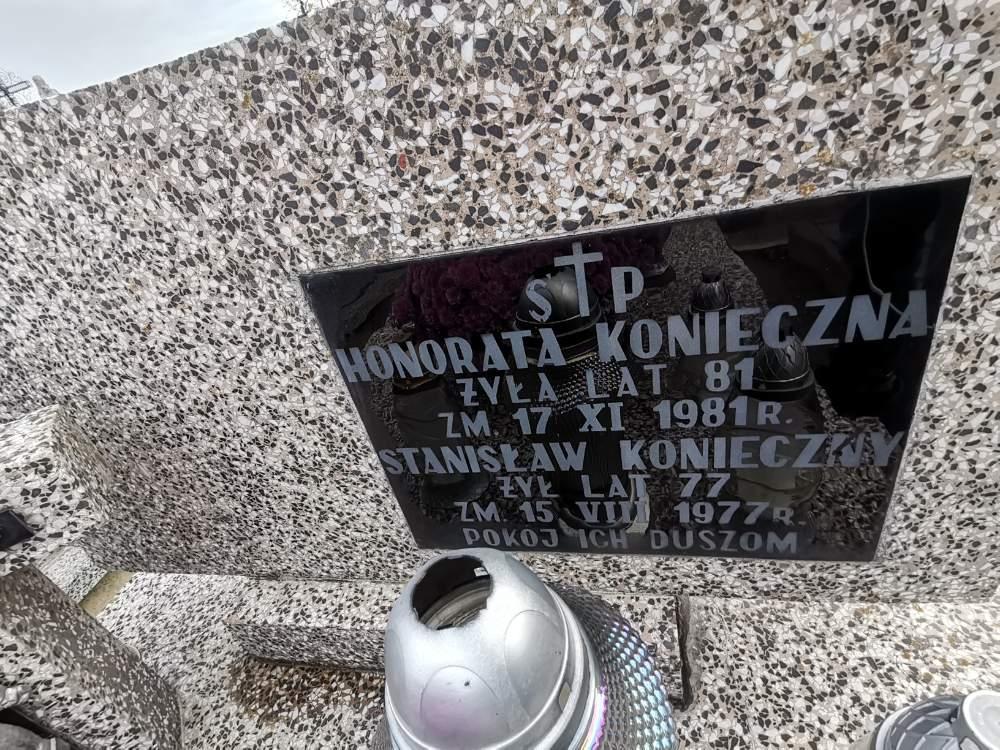 S P
HONORATA KONIECZNA
ŻYŁA LAT 81
ZM. 17 XI 1981 R.
STANISŁAW KONIECZNY
ŻYŁ LAT 77
ZM. 15 VIII 1977 R.
POKÓJ ICH DUSZOM